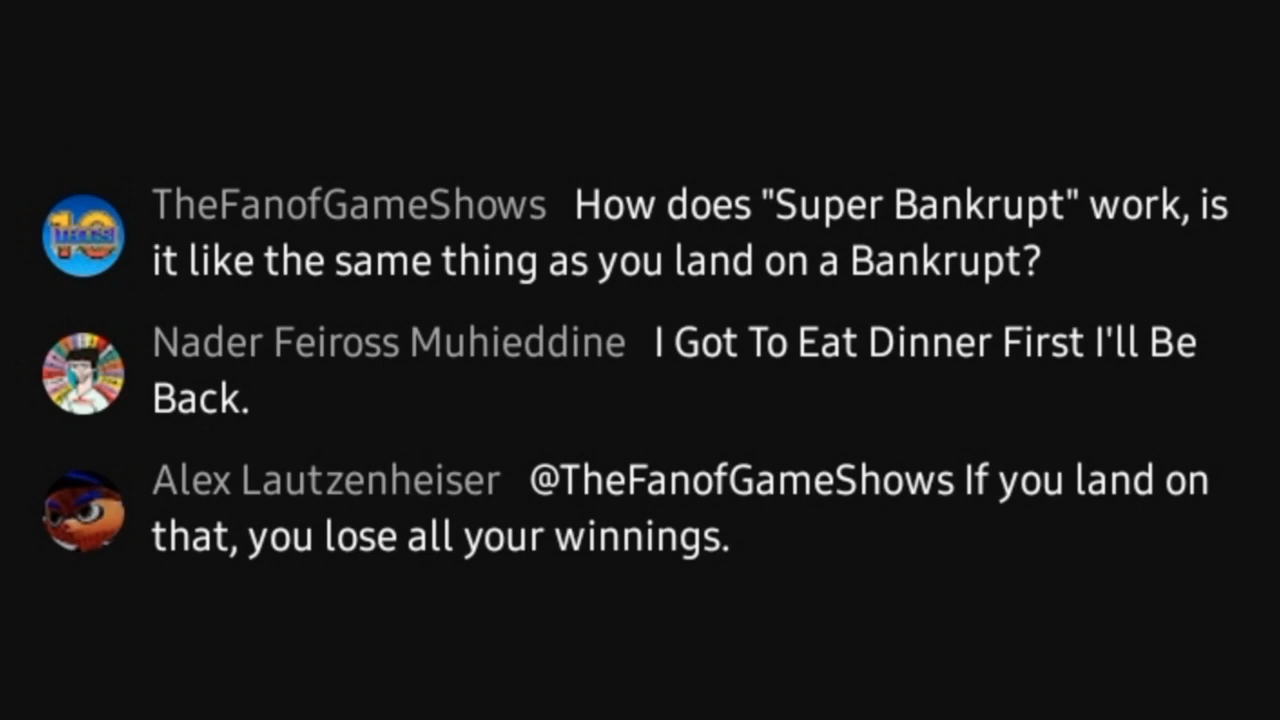 TheFanofGameShows How does "Super Bankrupt" work, is
it like the same thing as you land on a Bankrupt?
Nader Feiross Muhieddine I Got To Eat Dinner First I'll Be
Back.
Alex Lautzenheiser @TheFanofGameShows If you land on
that, you lose all your winnings.